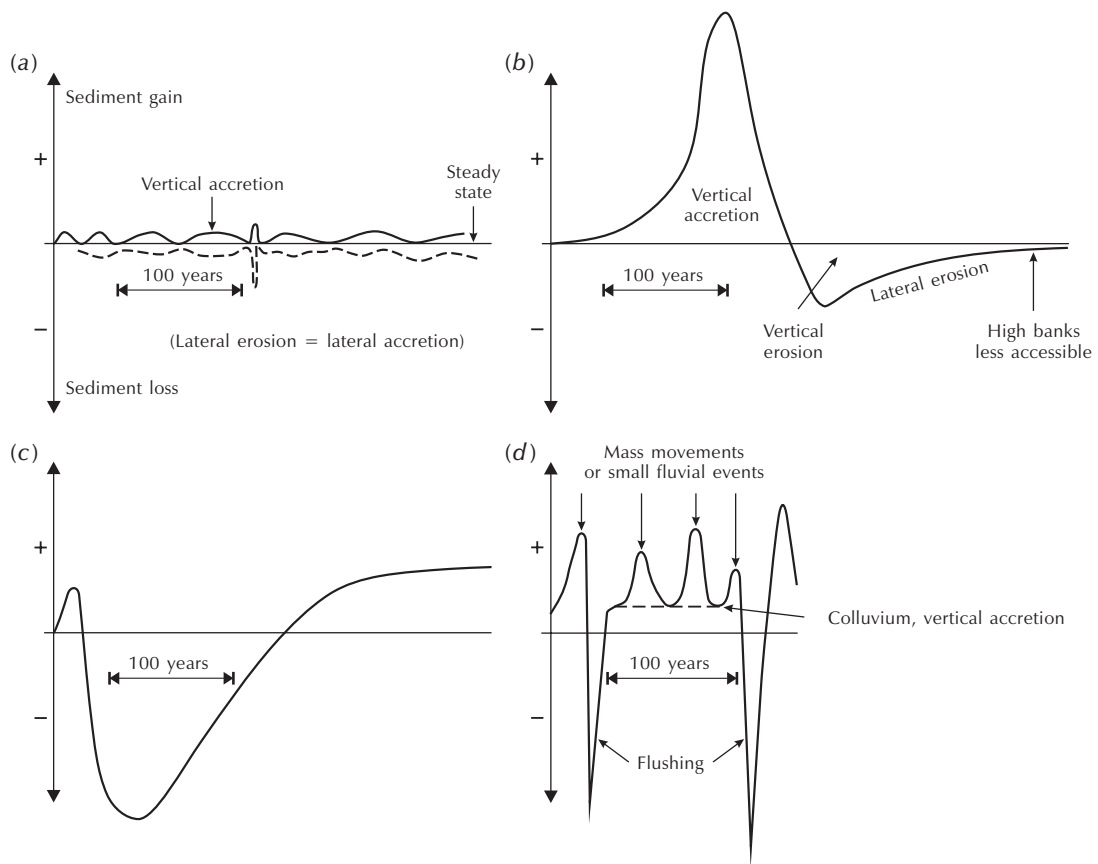 (a)
Sediment gain
+
Vertical accretion
Steady
state
100 years
−
(Lateral erosion = lateral accretion)
Sediment loss
(b)
+
Vertical
accretion
100 years
−
Vertical
erosion
Lateral erosion
High banks
less accessible
(c)
+
100 years
−
(d)
Mass movements
or small fluvial events
+
Colluvium, vertical accretion
100 years
−
Flushing